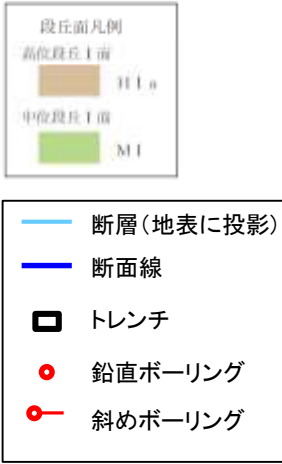 段丘面凡例
高位段丘Ⅰ面
HⅠa
中位段丘Ⅰ面
MⅠ
断層(地表に投影)
断面線
トレンチ
鉛直ボーリング
斜めボーリング